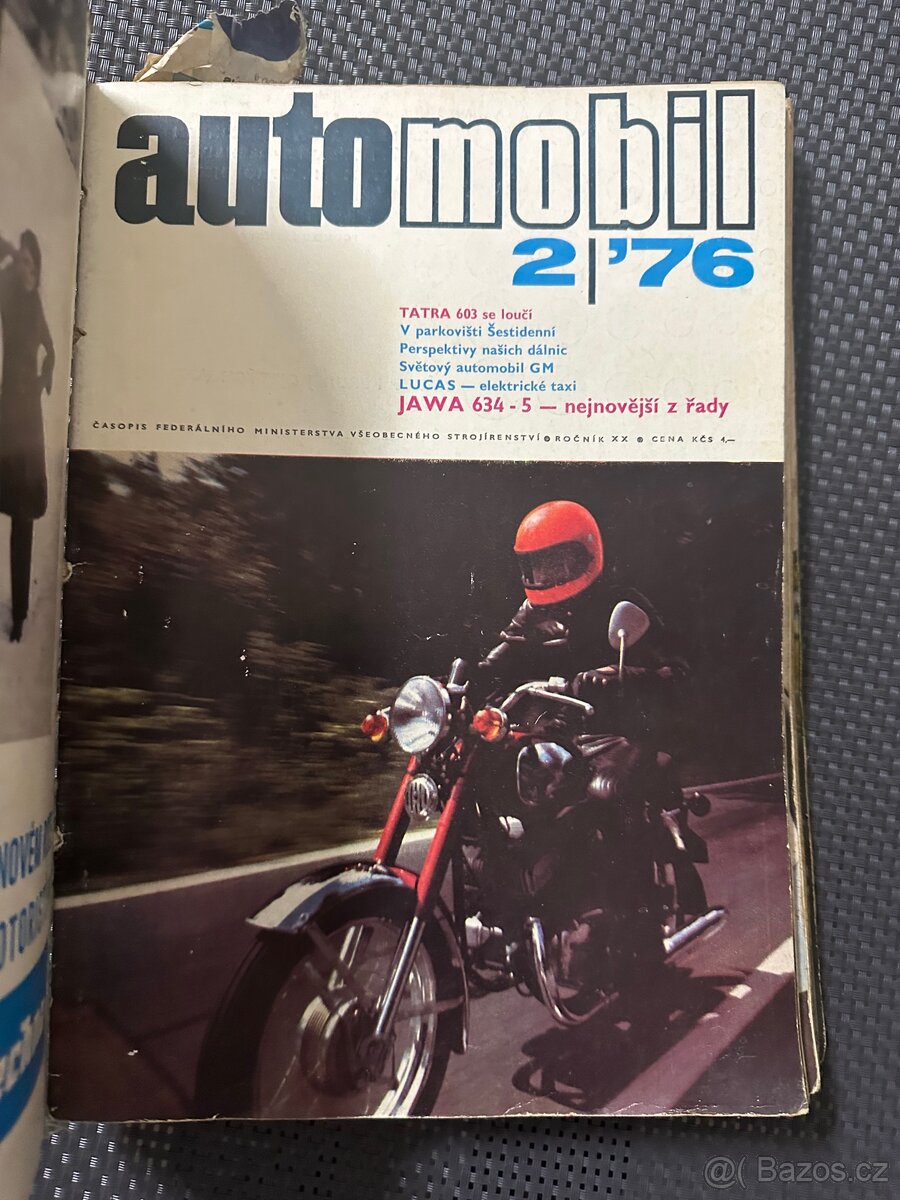 automobil
2|'76
TATRA 603 se loučí
V parkovišti Šestidenní
Perspektivy našich dálnic
Světový automobil GM
LUCAS — elektrické taxi
JAWA 634 - 5 — nejnovější z řady
ČASOPIS FEDERÁLNÍHO MINISTERSTVA VŠEOBECNÉHO STROJÍRENSTVÍ ● ROČNÍK XX ● CENA KČS 4,—
@( Bazos.cz